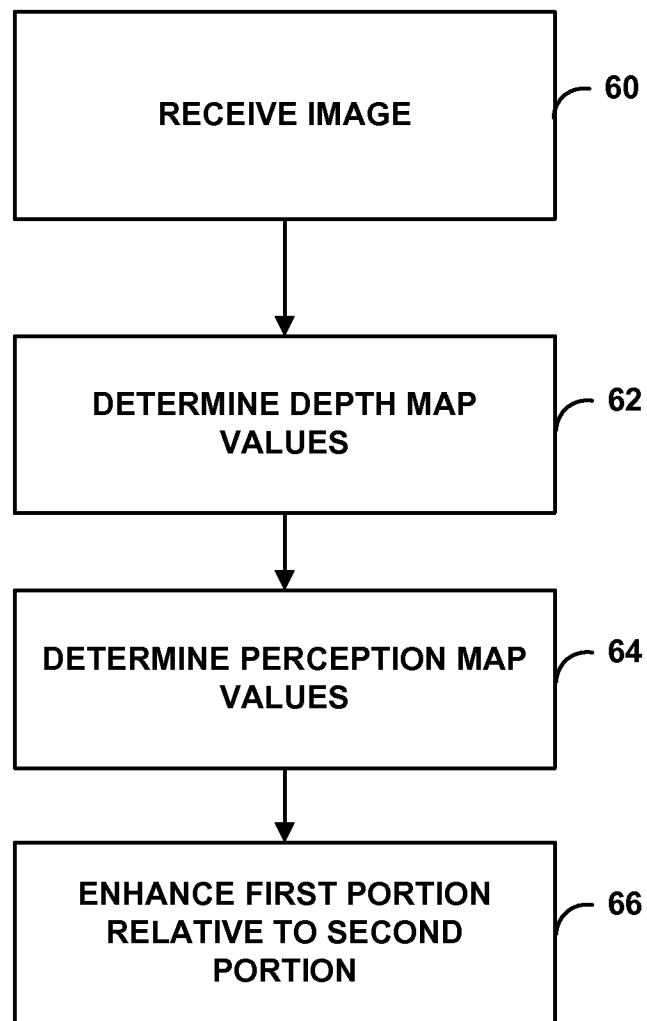 RECEIVE IMAGE
60
DETERMINE DEPTH MAP
VALUES
62
DETERMINE PERCEPTION MAP
VALUES
64
ENHANCE FIRST PORTION
RELATIVE TO SECOND
PORTION
66